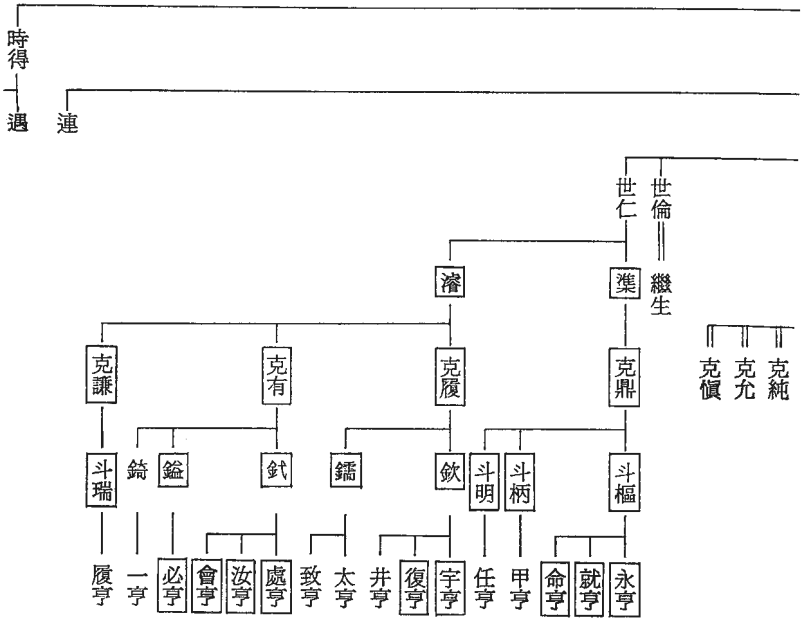 時得
遇
連
世倫
世仁
繼生
準
濬
克純
克允
克愼
克鼎
克履
克有
克謙
斗樞
斗柄
斗明
欽
鑐
釴
鎰
錡
斗瑞
永亨
就亨
命亨
甲亨
任亨
宇亨
復亨
井亨
太亨
致亨
處亨
汝亨
會亨
必亨
一亨
履亨